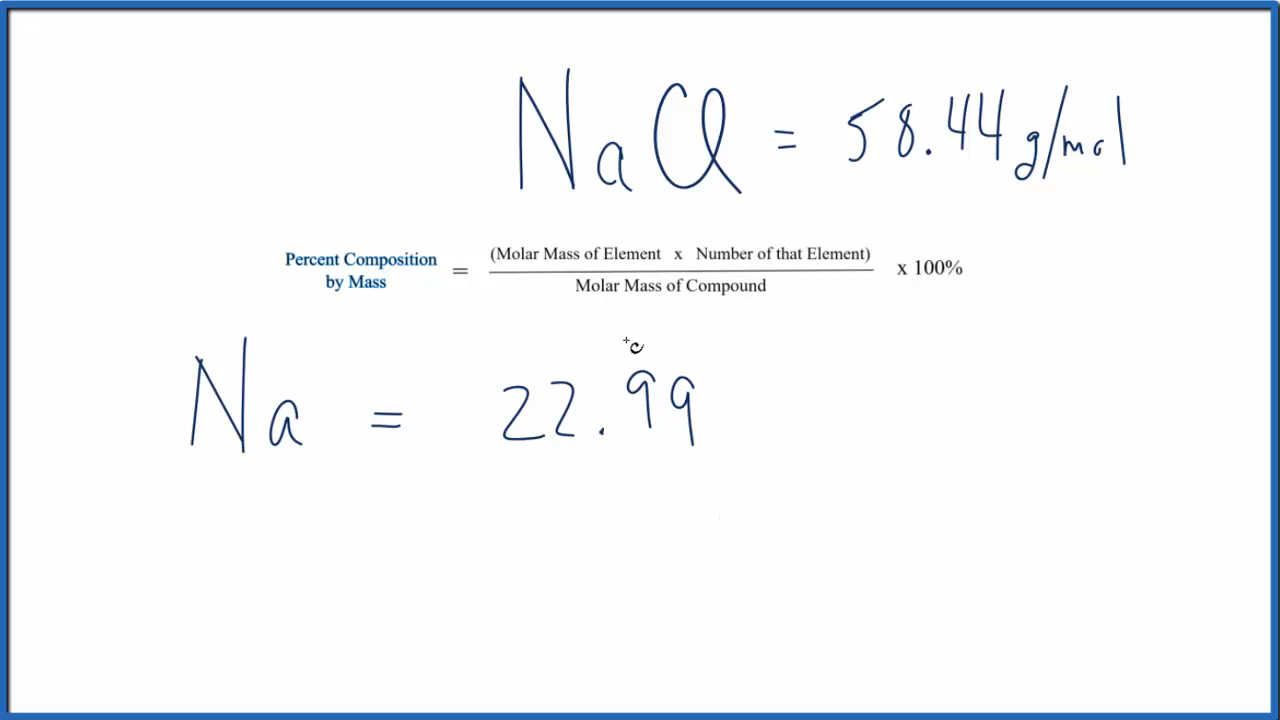 NaCl = 58.44 g/mol
Percent Composition by Mass = (Molar Mass of Element x Number of that Element) / Molar Mass of Compound x 100%
Na = 22.99